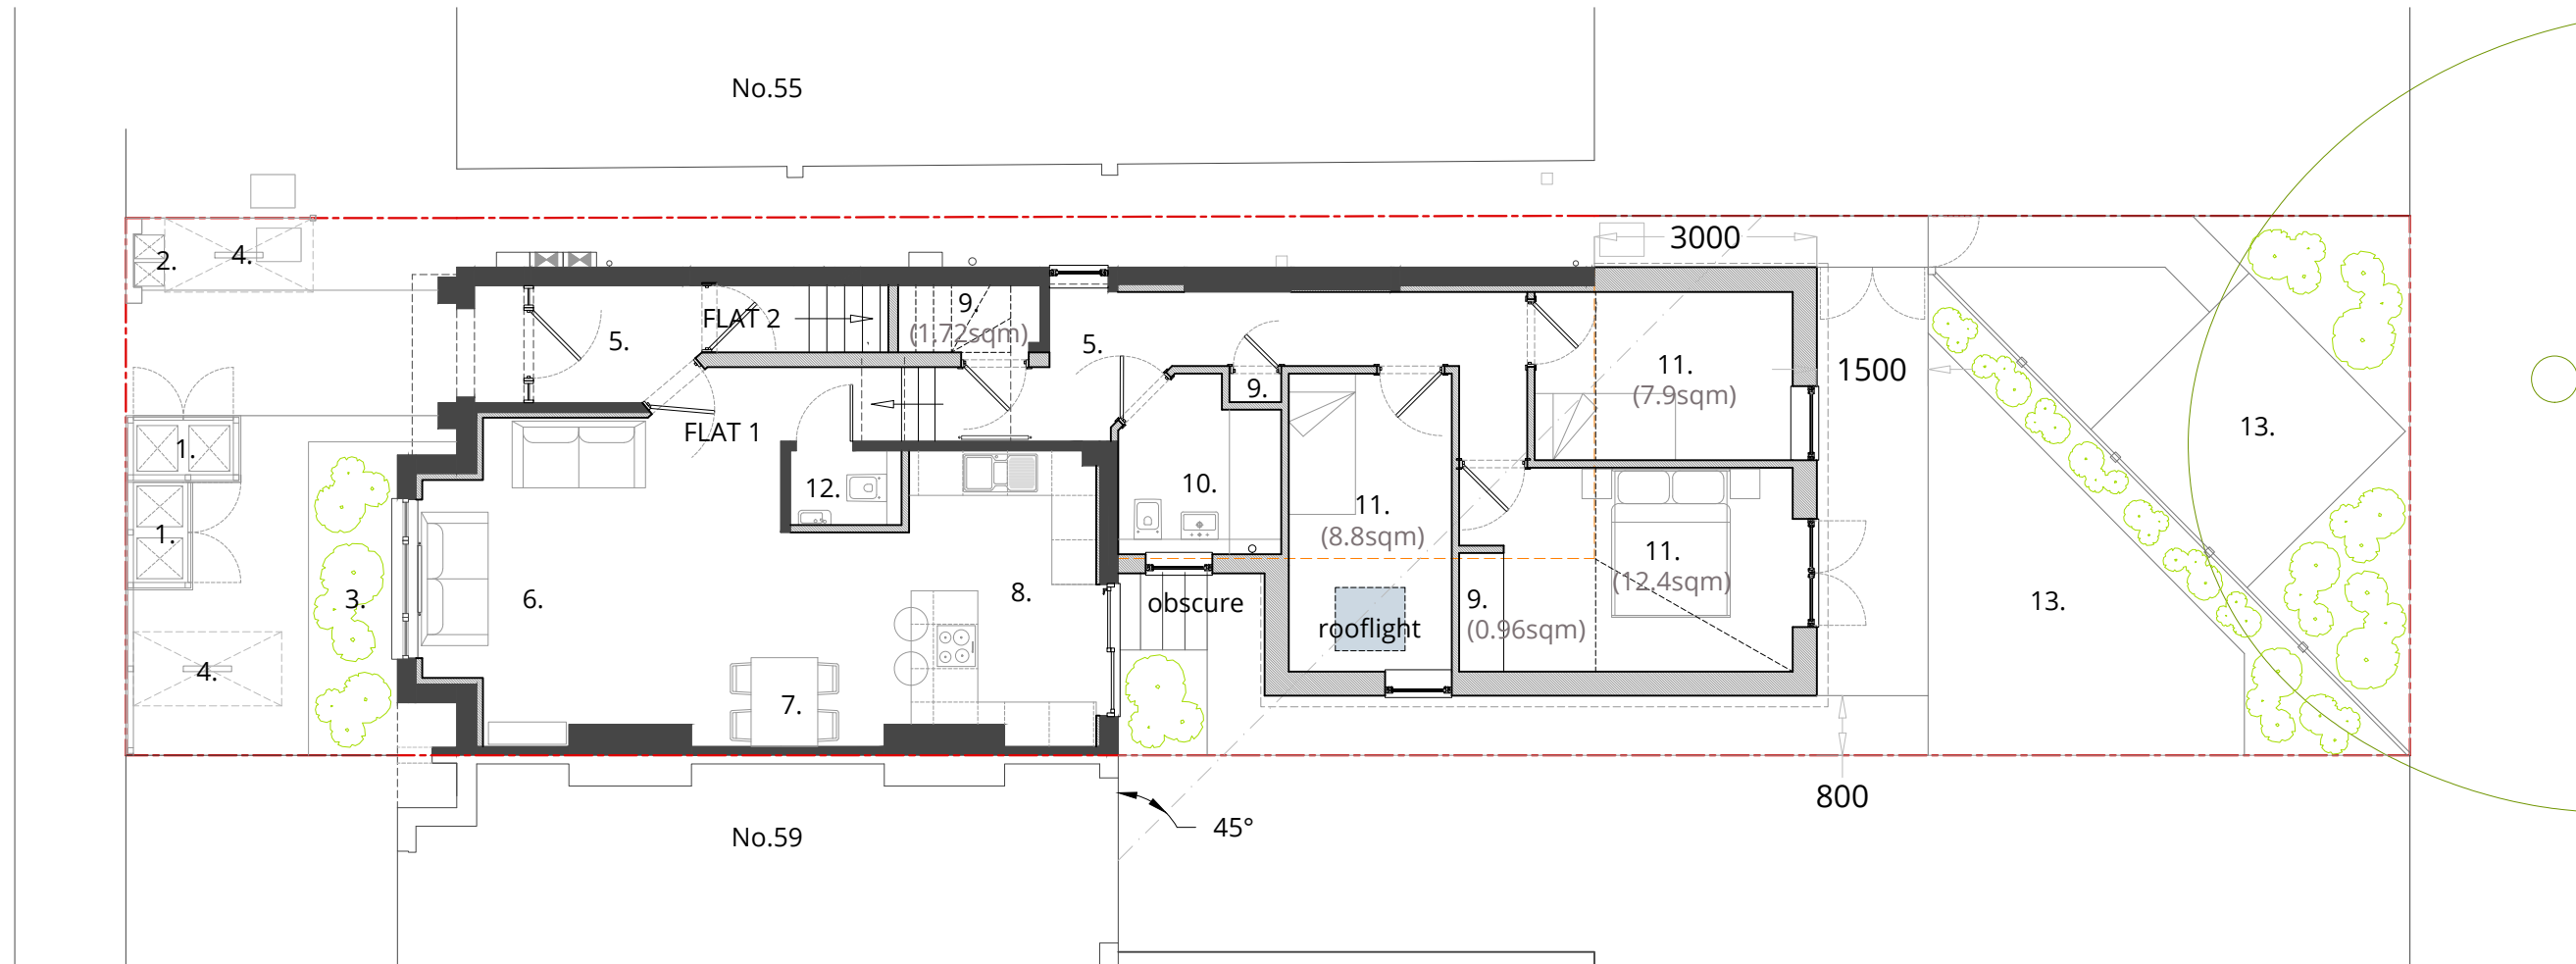 No.55
2.
4.
3000
5.
FLAT 2
9.
(1.72sqm)
5.
11.
(7.9sqm)
1500
9.
FLAT 1
1.
12.
10.
11.
(8.8sqm)
13.
1.
11.
(12.4sqm)
3.
6.
8.
obscure
rooflight
9.
(0.96sqm)
13.
4.
7.
800
No.59
45°